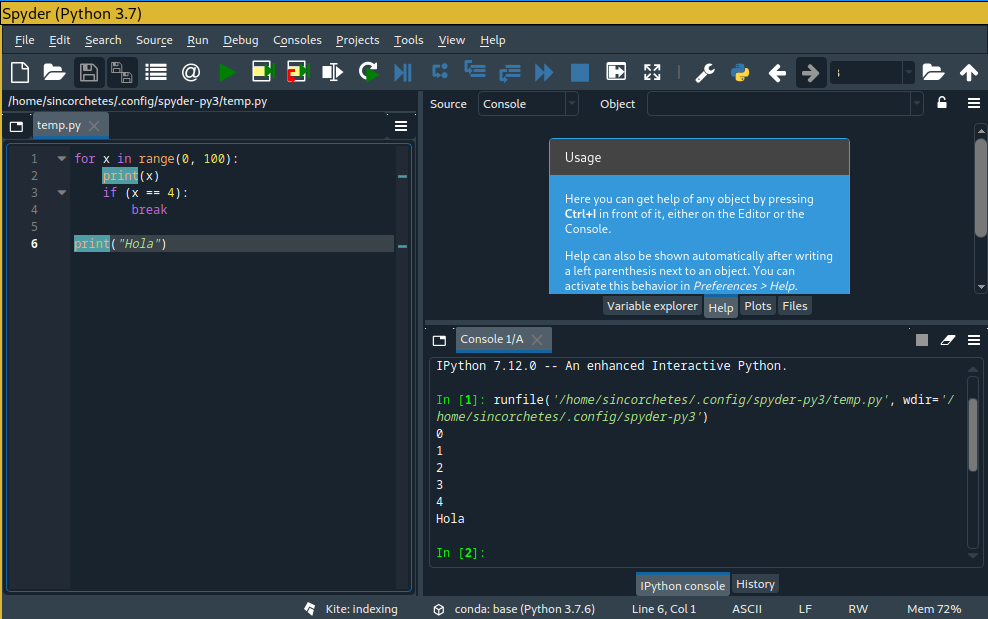 Spyder (Python 3.7)
File Edit Search Source Run Debug Consoles Projects Tools View Help
/home/sincorchetes/.config/spyder-py3/temp.py
temp.py
1 for x in range(0, 100):
2 print(x)
3 if (x == 4):
4 break
5
6 print("Hola")
Source Console Object
Usage
Here you can get help of any object by pressing
Ctrl+I in front of it, either on the Editor or the
Console.
Help can also be shown automatically after writing
a left parenthesis next to an object. You can
activate this behavior in Preferences > Help.
Variable explorer Help Plots Files
Console 1/A
IPython 7.12.0 -- An enhanced Interactive Python.
In [1]: runfile('/home/sincorchetes/.config/spyder-py3/temp.py', wdir='/
home/sincorchetes/.config/spyder-py3')
0
1
2
3
4
Hola
In [2]:
IPython console History
Kite: indexing conda: base (Python 3.7.6) Line 6, Col 1 ASCII LF RW Mem 72%